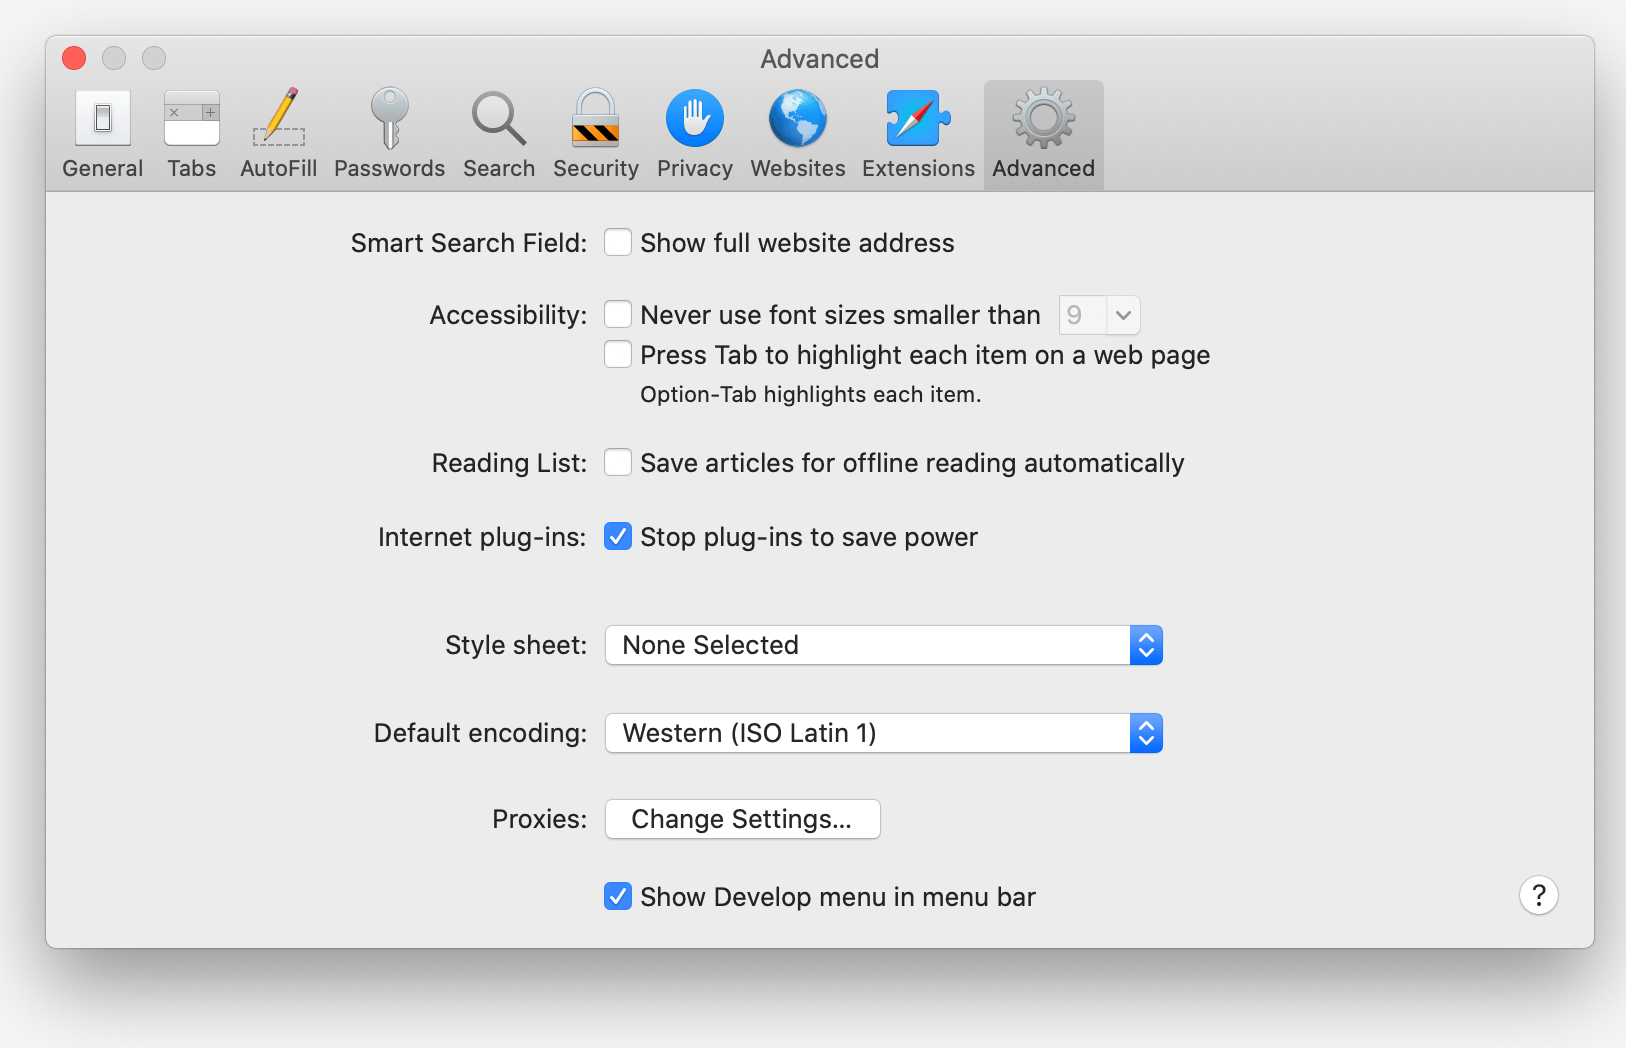 Advanced
General Tabs AutoFill Passwords Search Security Privacy Websites Extensions Advanced
Smart Search Field: Show full website address
Accessibility: Never use font sizes smaller than 9
Press Tab to highlight each item on a web page
Option-Tab highlights each item.
Reading List: Save articles for offline reading automatically
Internet plug-ins: Stop plug-ins to save power
Style sheet: None Selected
Default encoding: Western (ISO Latin 1)
Proxies: Change Settings...
Show Develop menu in menu bar
?